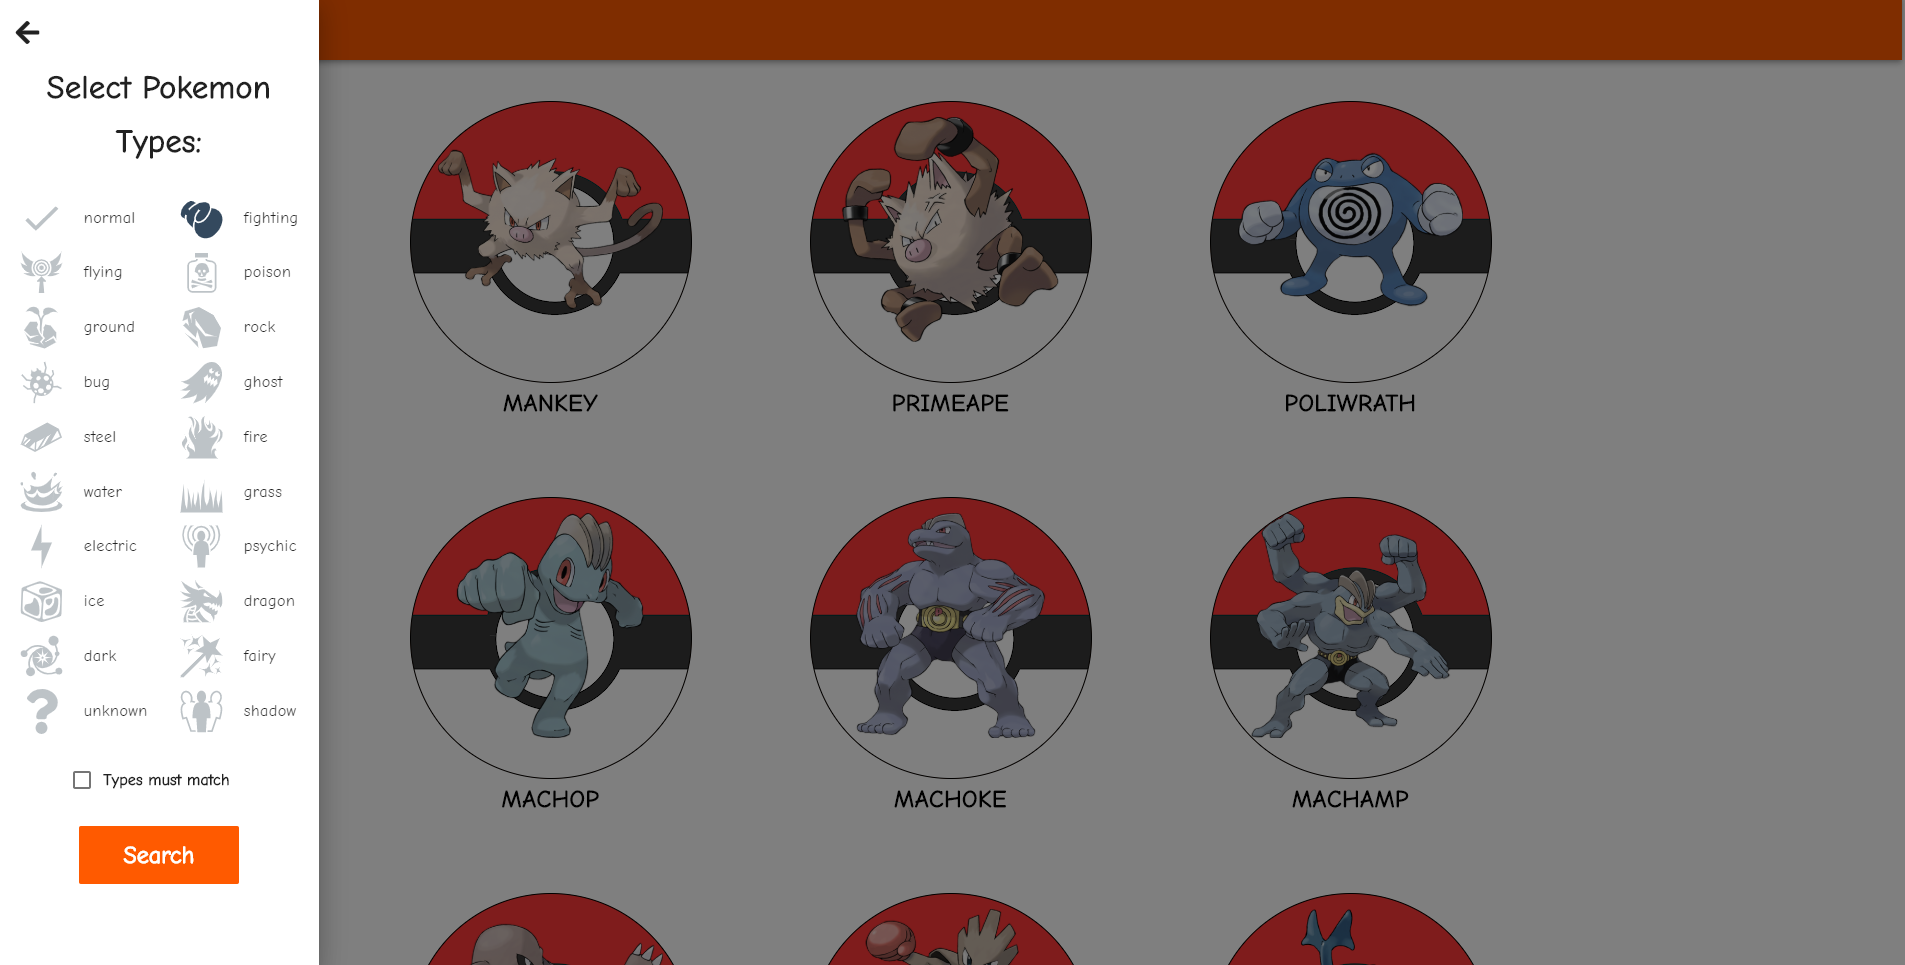 Select Pokemon
Types:
normal
fighting
flying
poison
ground
rock
bug
ghost
steel
fire
water
grass
electric
psychic
ice
dragon
dark
fairy
unknown
shadow
Types must match
Search
MANKEY
PRIMEAPE
POLIWRATH
MACHOP
MACHOKE
MACHAMP